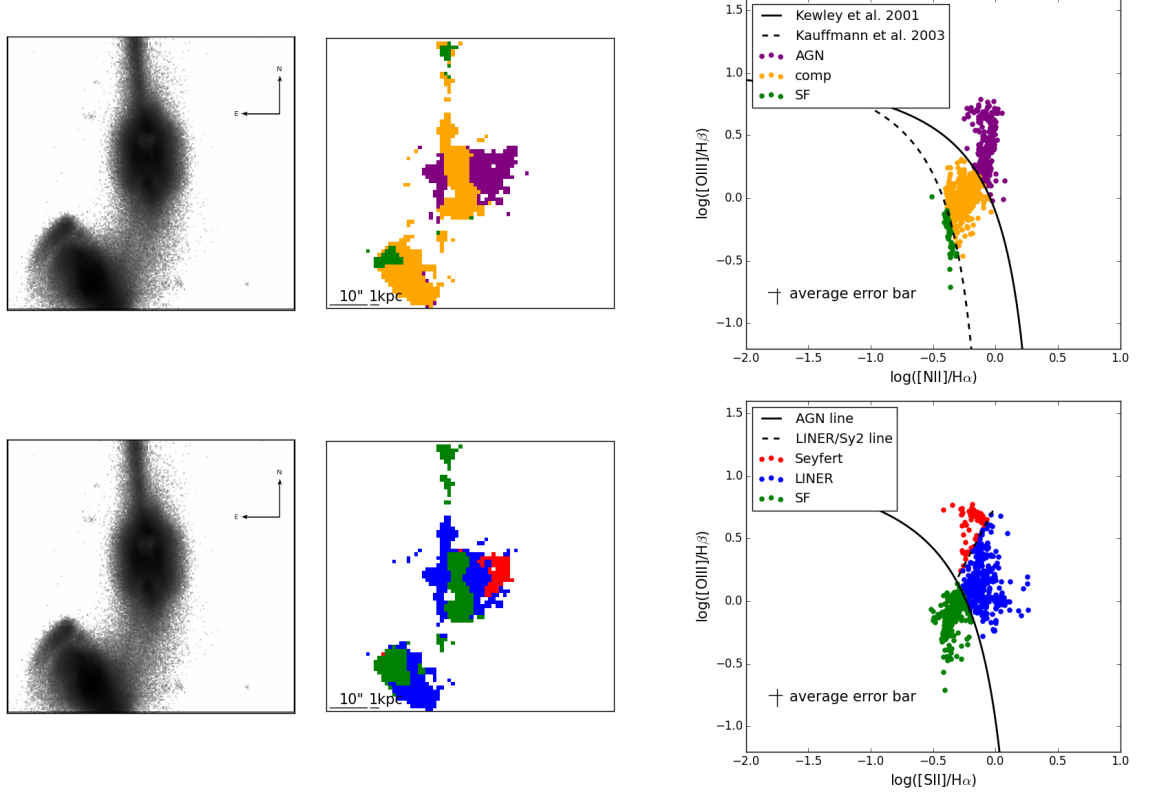 N
E
10" 1kpc
1.5
1.0
0.5
0.0
−0.5
−1.0
log([OIII]/Hβ)
Kewley et al. 2001
Kauffmann et al. 2003
AGN
comp
SF
average error bar
−2.0 −1.5 −1.0 −0.5 0.0 0.5 1.0
log([NII]/Hα)
N
E
10" 1kpc
1.5
1.0
0.5
0.0
−0.5
−1.0
log([OIII]/Hβ)
AGN line
LINER/Sy2 line
Seyfert
LINER
SF
average error bar
−2.0 −1.5 −1.0 −0.5 0.0 0.5 1.0
log([SII]/Hα)